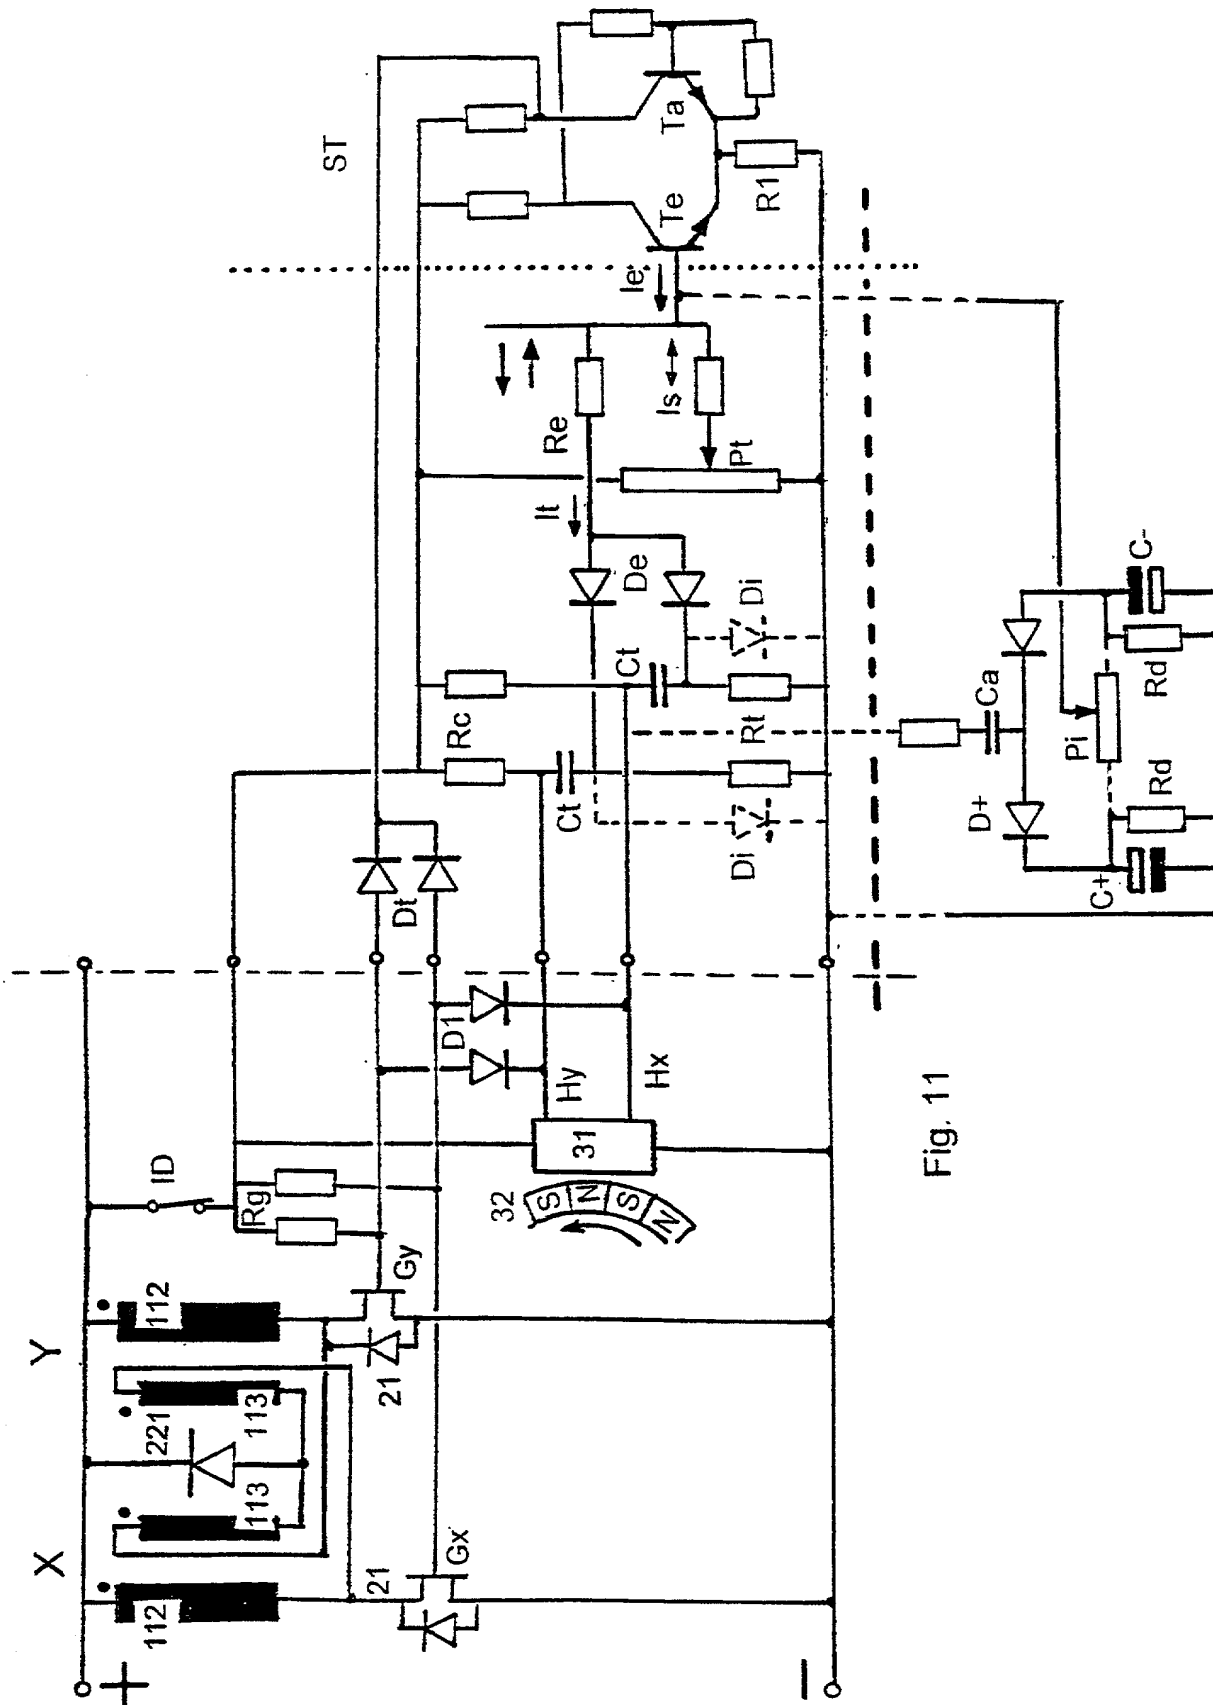 X
Y
112
113
221
113
112
21
Gx
21
Gy
Rg
ID
32
S
N
S
N
31
Hy
Hx
D1
Dt
Ct
Rc
Ct
Rt
Di
Di
De
It
Re
Pt
Is
Ie
Te
Ta
R1
ST
+
−
Fig. 11
C+
D+
Rd
Pi
Ca
Rd
C-